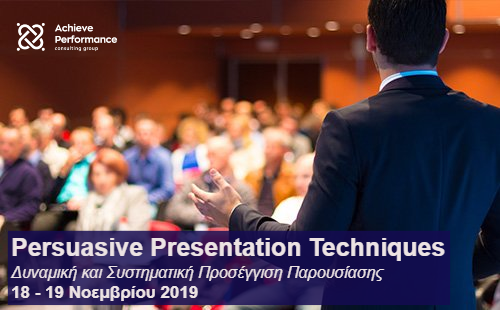 Achieve
Performance
consulting group
Persuasive Presentation Techniques
Δυναμική και Συστηματική Προσέγγιση Παρουσίασης
18 - 19 Νοεμβρίου 2019